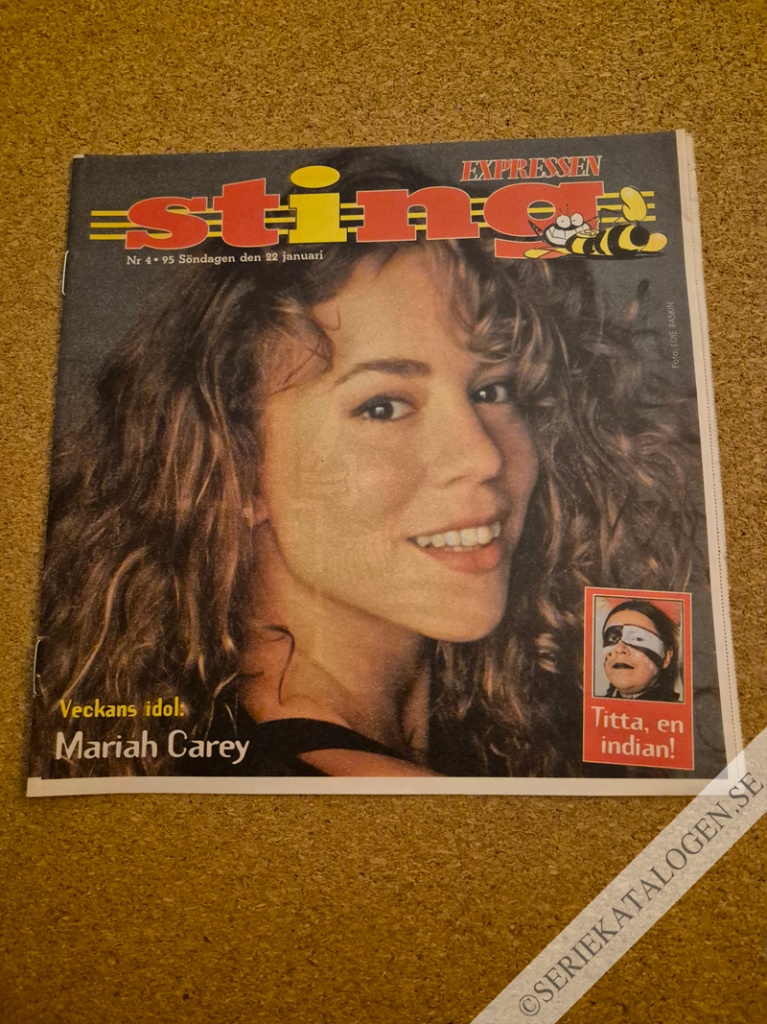 EXPRESSEN
sting
Nr 4 • 95 Söndagen den 22 januari
Foto: EDIE BASKIN
Veckans idol:
Mariah Carey
Titta, en
indian!
©SERIEKATALOGEN.SE